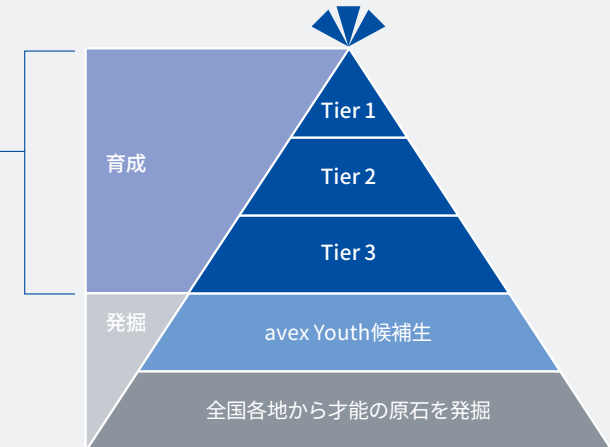 Tier 1
育成
Tier 2
Tier 3
発掘
avex Youth候補生
全国各地から才能の原石を発掘